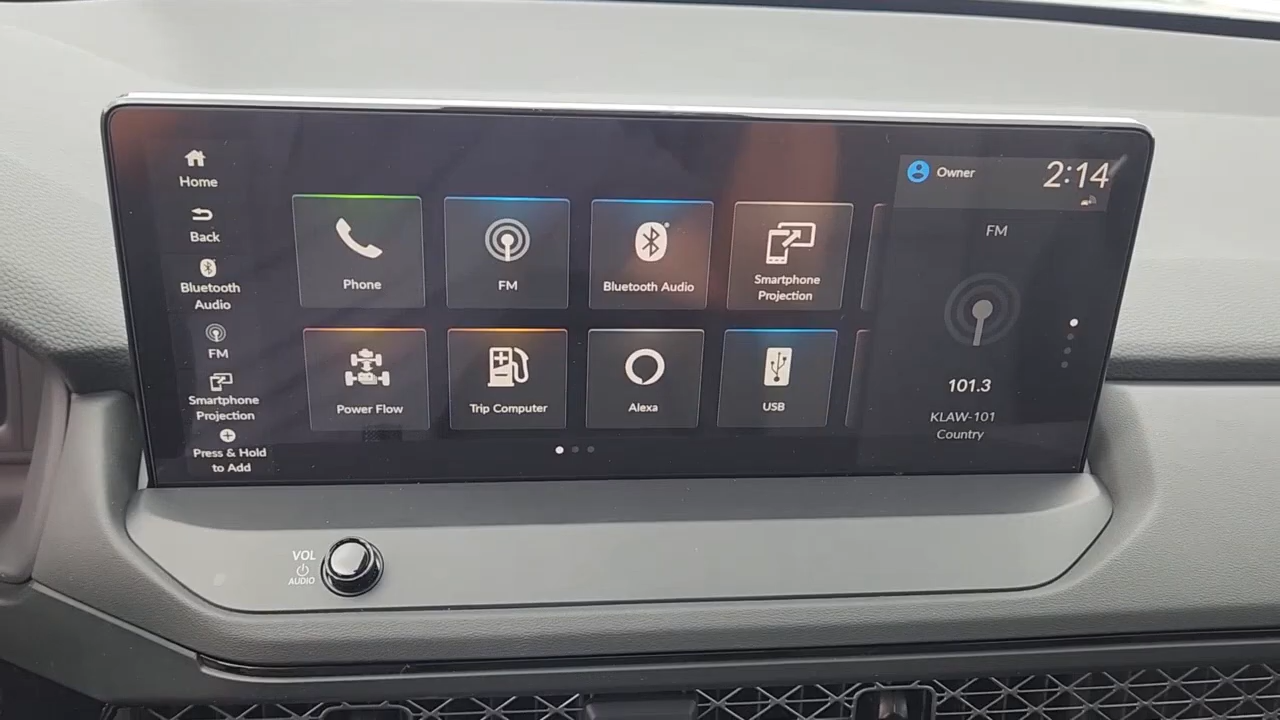 Home
Back
Bluetooth
Audio
FM
Smartphone
Projection
Press & Hold
to Add
Phone
FM
Bluetooth Audio
Smartphone
Projection
Power Flow
Trip Computer
Alexa
USB
Owner
2:14
FM
101.3
KLAW-101
Country
VOL
AUDIO